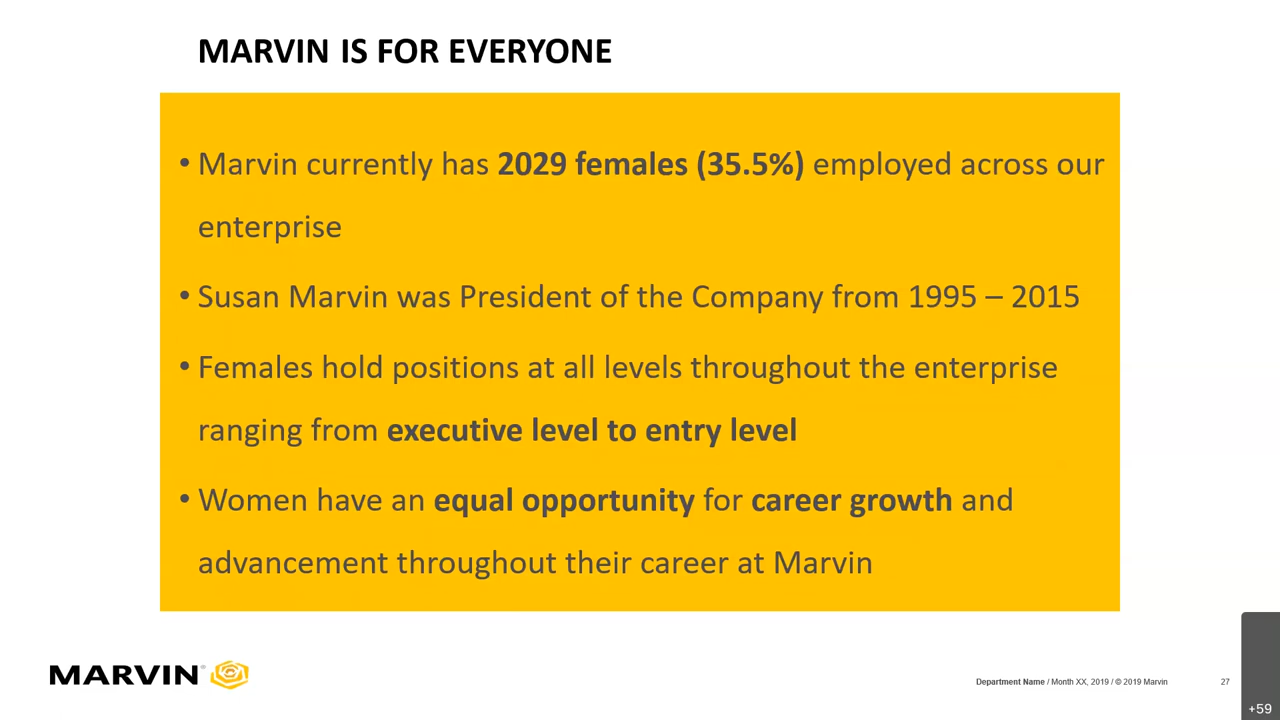 MARVIN IS FOR EVERYONE
• Marvin currently has 2029 females (35.5%) employed across our
enterprise
• Susan Marvin was President of the Company from 1995 – 2015
• Females hold positions at all levels throughout the enterprise
ranging from executive level to entry level
• Women have an equal opportunity for career growth and
advancement throughout their career at Marvin
MARVIN®
Department Name / Month XX, 2019 / © 2019 Marvin
27
+59